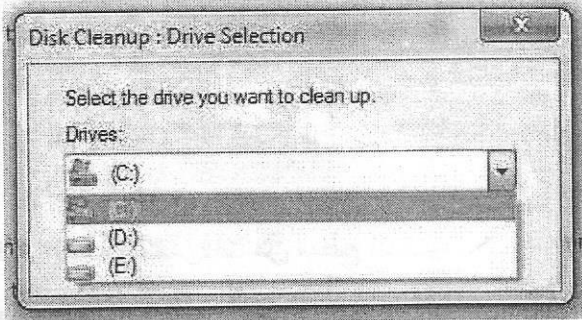 Disk Cleanup : Drive Selection
Select the drive you want to clean up.
Drives:
(C:)
(D:)
(E:)